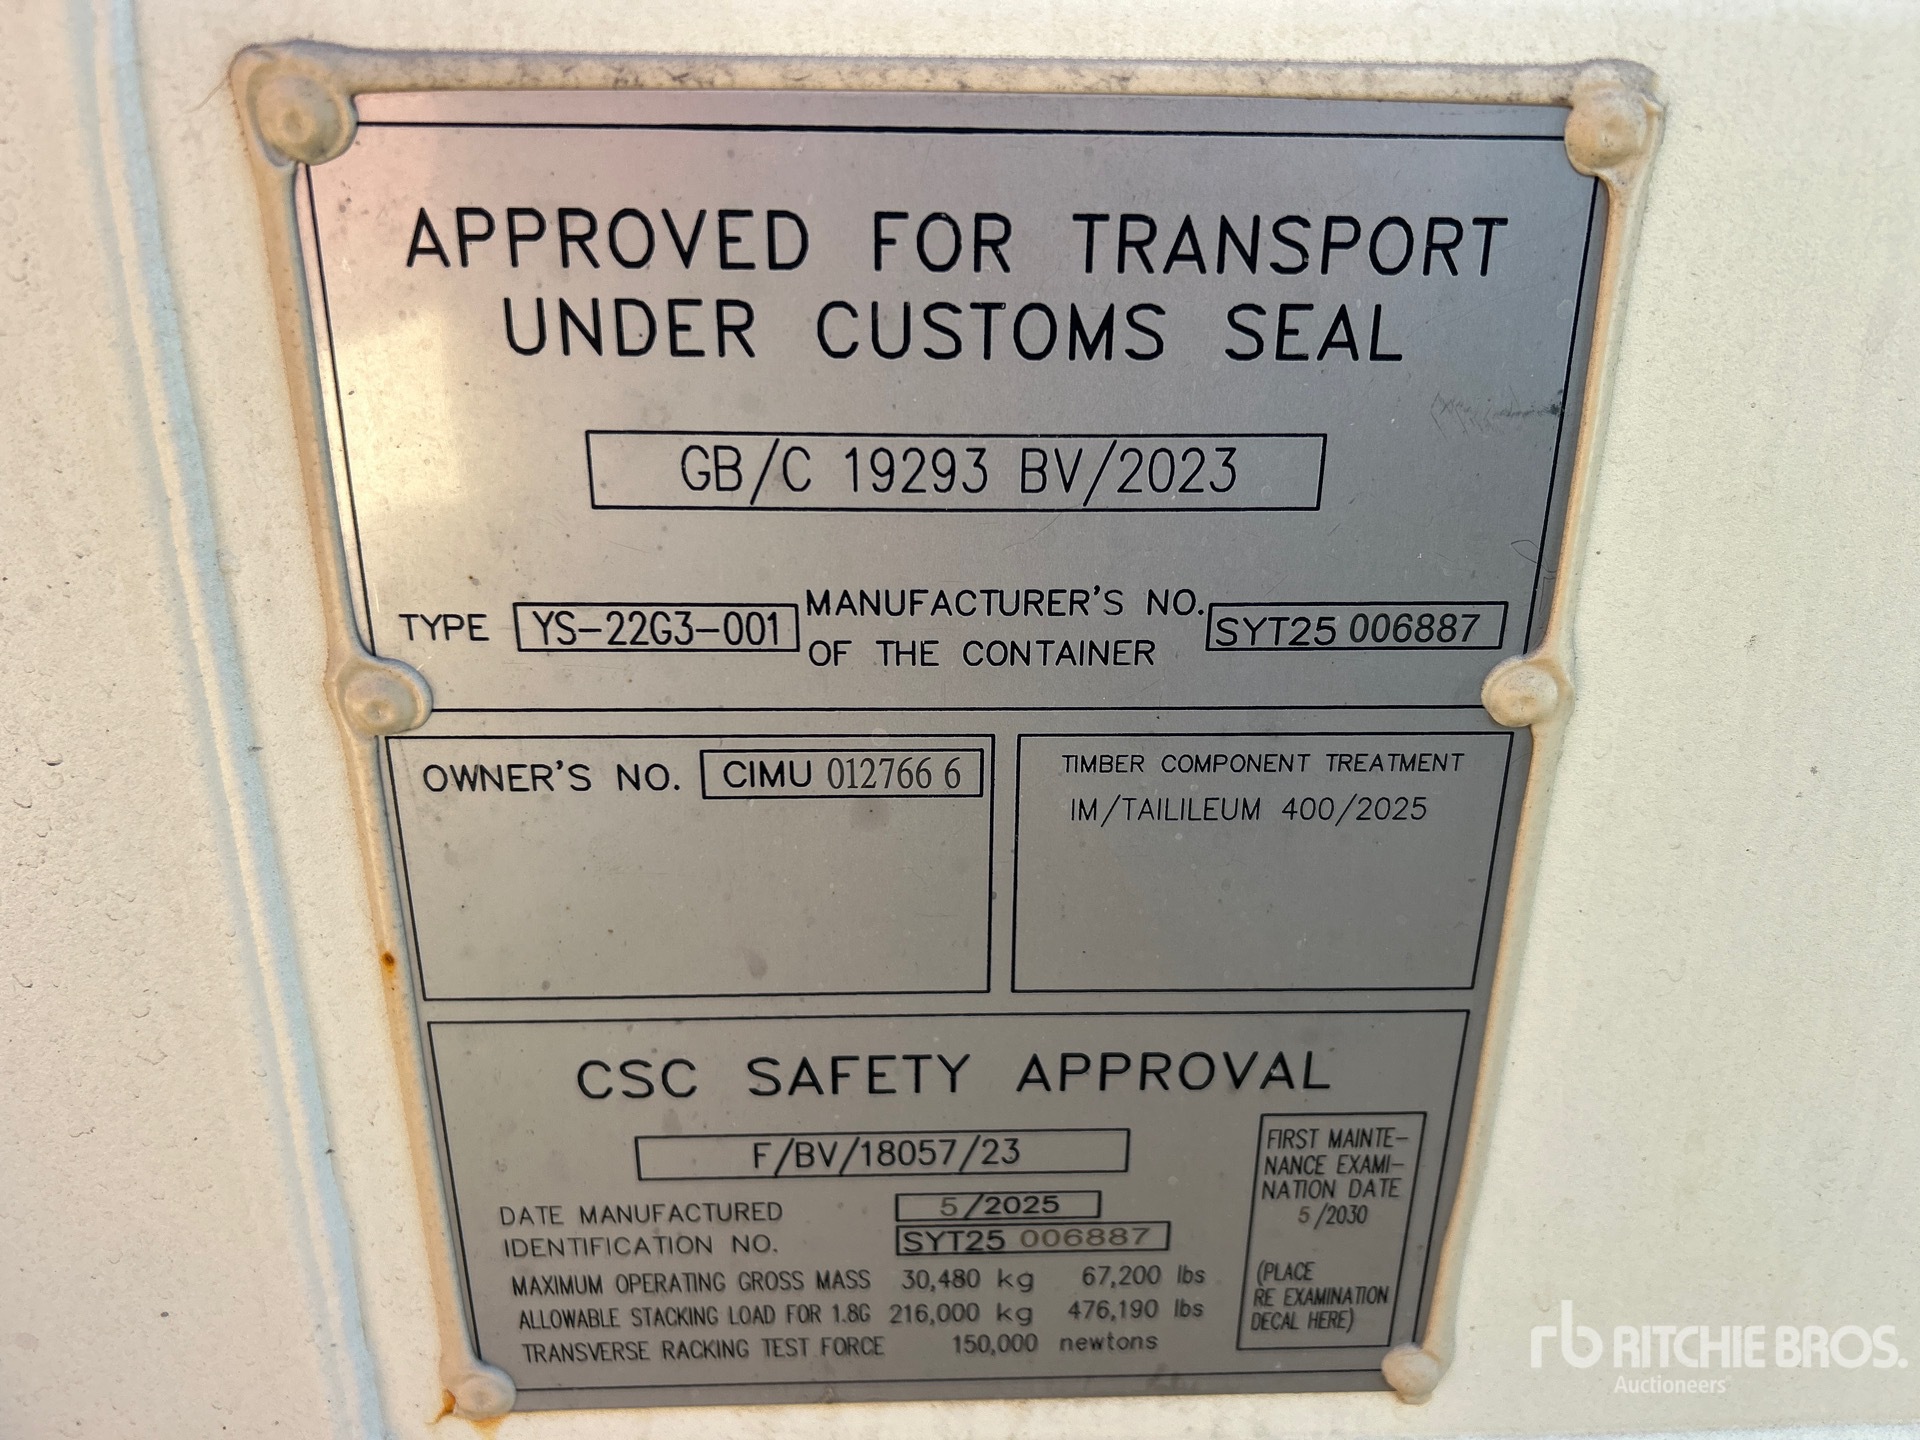 APPROVED FOR TRANSPORT
UNDER CUSTOMS SEAL
GB/C 19293 BV/2023
TYPE YS-22G3-001 MANUFACTURER'S NO. OF THE CONTAINER SYT25 006887
OWNER'S NO. CIMU 012766 6
TIMBER COMPONENT TREATMENT
IM/TAILILEUM 400/2025
CSC SAFETY APPROVAL
F/BV/18057/23
DATE MANUFACTURED 5/2025
IDENTIFICATION NO. SYT25 006887
MAXIMUM OPERATING GROSS MASS 30,480 kg 67,200 lbs
ALLOWABLE STACKING LOAD FOR 1.8G 216,000 kg 476,190 lbs
TRANSVERSE RACKING TEST FORCE 150,000 newtons
FIRST MAINTE-
NANCE EXAMI-
NATION DATE
5/2030
(PLACE
RE EXAMINATION
DECAL HERE)
rb RITCHIE BROS.
Auctioneers